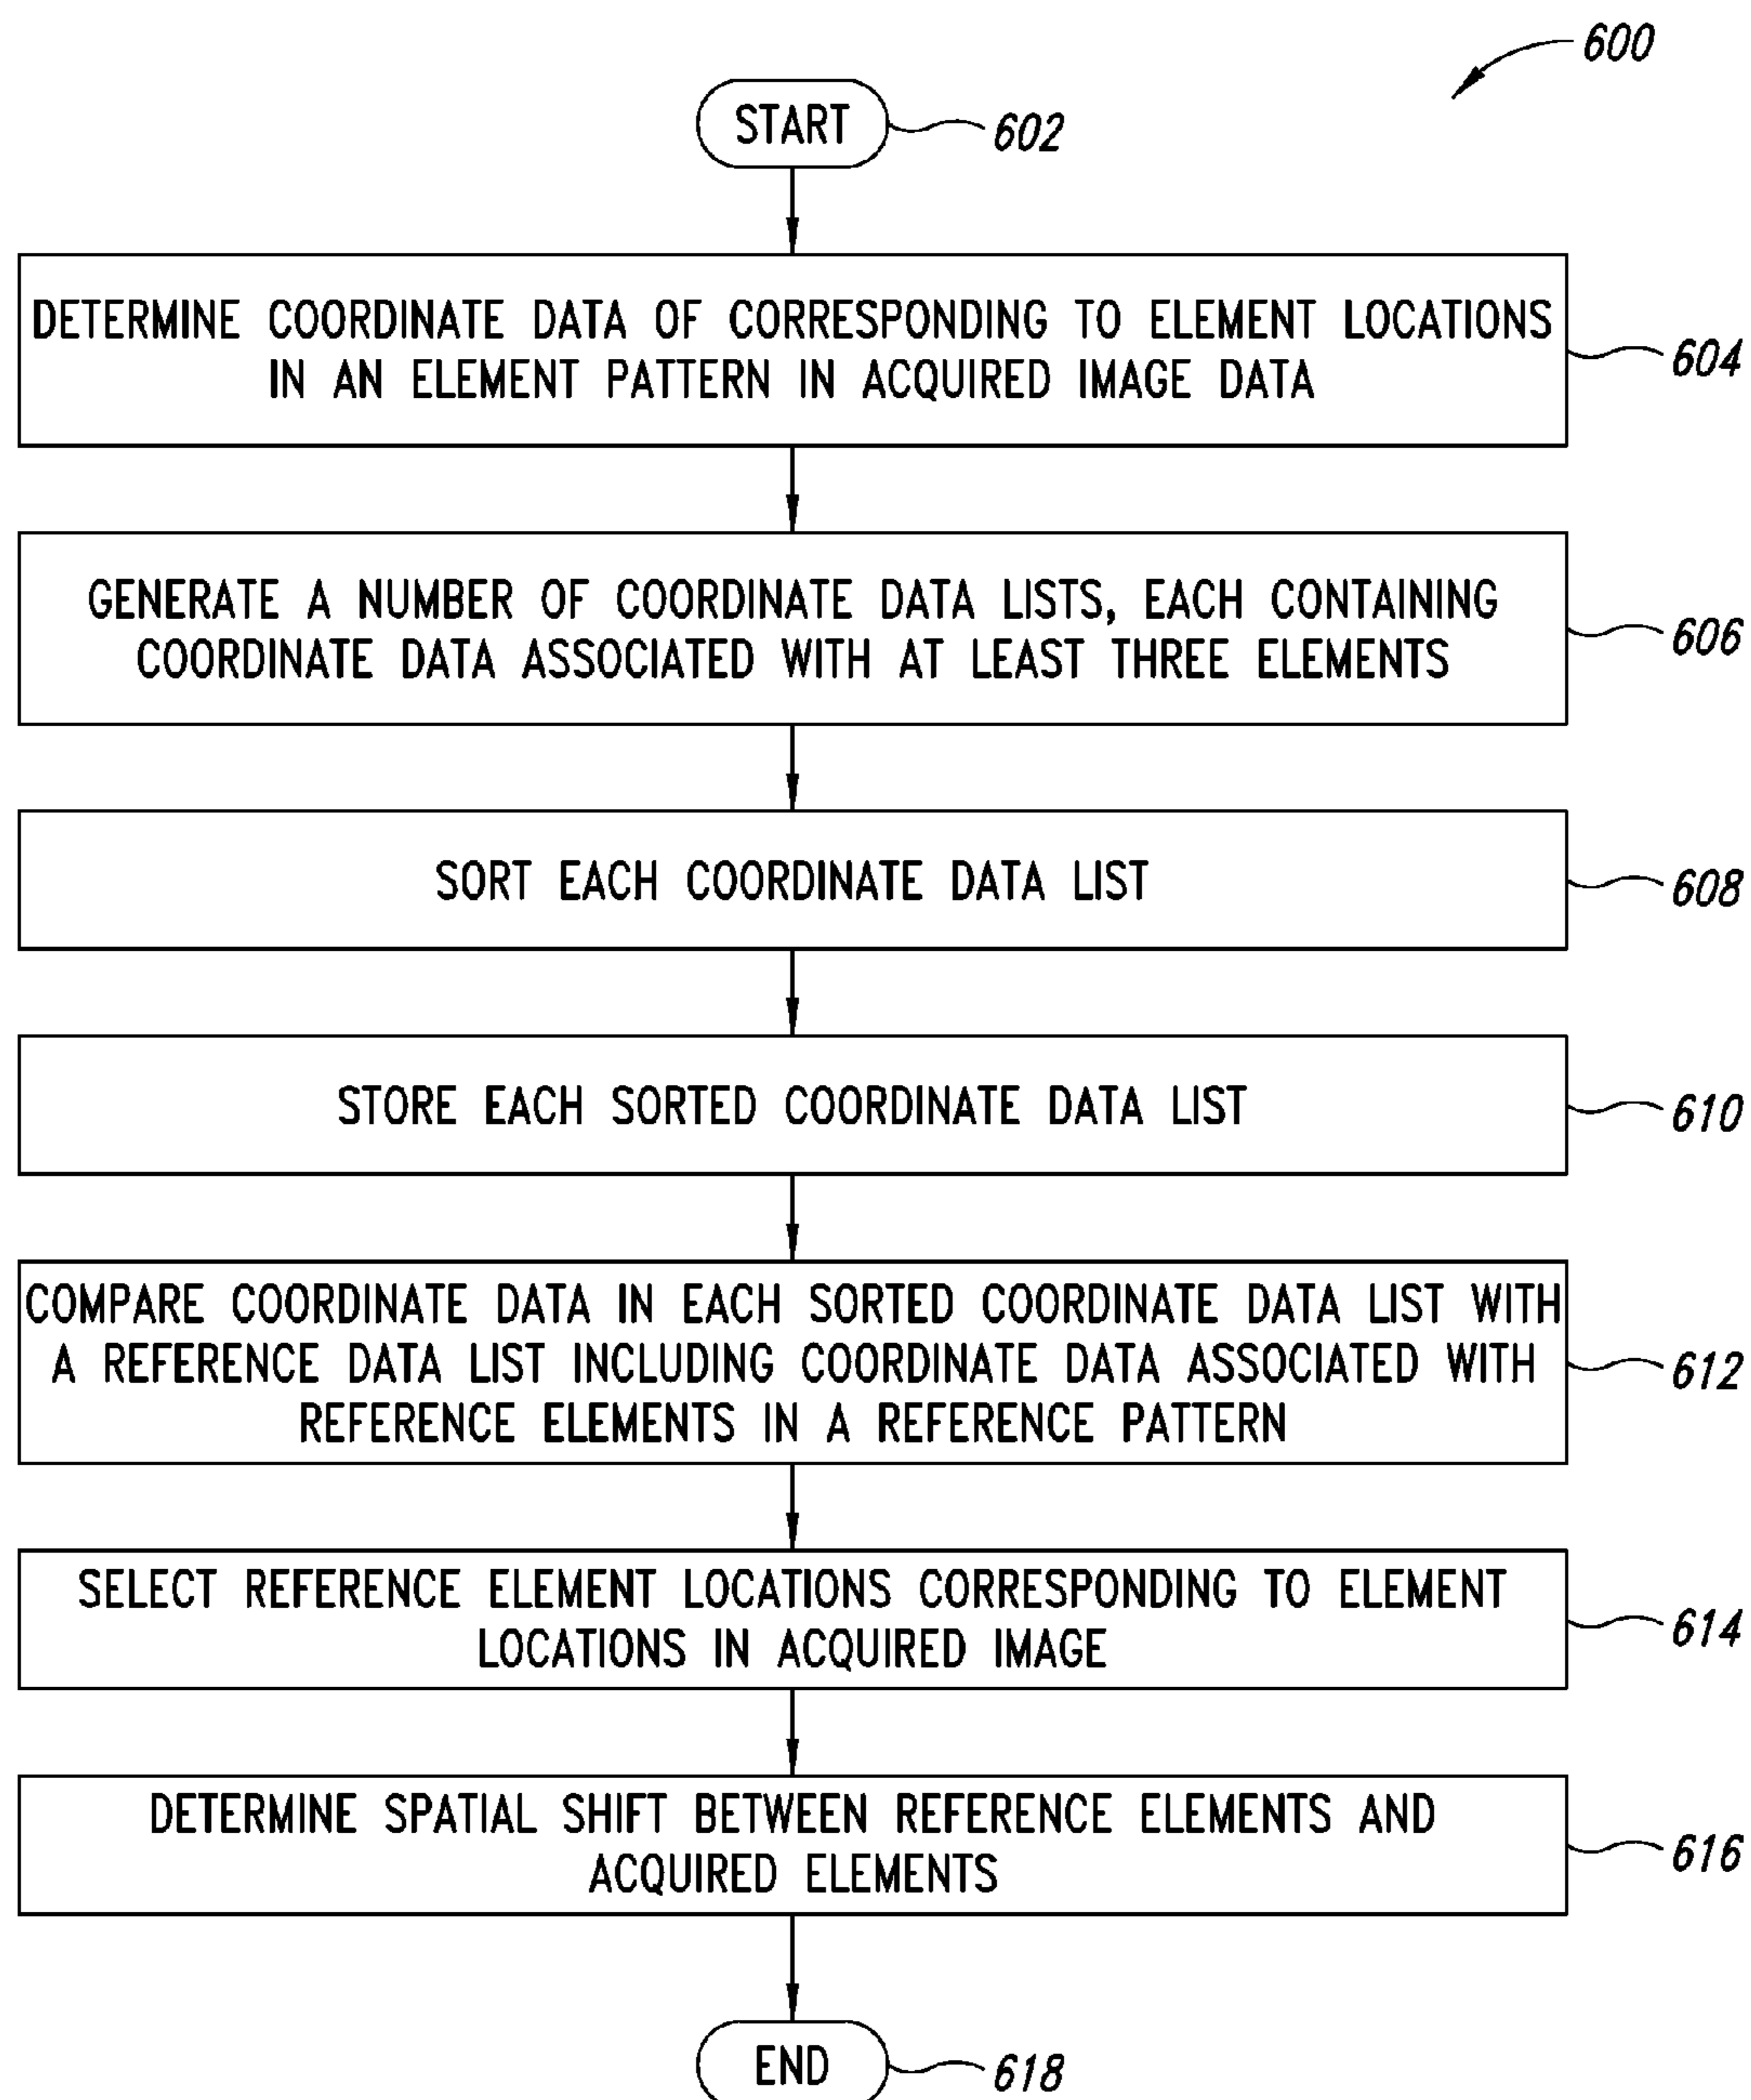 600
START
602
DETERMINE COORDINATE DATA OF CORRESPONDING TO ELEMENT LOCATIONS
IN AN ELEMENT PATTERN IN ACQUIRED IMAGE DATA
604
GENERATE A NUMBER OF COORDINATE DATA LISTS, EACH CONTAINING
COORDINATE DATA ASSOCIATED WITH AT LEAST THREE ELEMENTS
606
SORT EACH COORDINATE DATA LIST
608
STORE EACH SORTED COORDINATE DATA LIST
610
COMPARE COORDINATE DATA IN EACH SORTED COORDINATE DATA LIST WITH
A REFERENCE DATA LIST INCLUDING COORDINATE DATA ASSOCIATED WITH
REFERENCE ELEMENTS IN A REFERENCE PATTERN
612
SELECT REFERENCE ELEMENT LOCATIONS CORRESPONDING TO ELEMENT
LOCATIONS IN ACQUIRED IMAGE
614
DETERMINE SPATIAL SHIFT BETWEEN REFERENCE ELEMENTS AND
ACQUIRED ELEMENTS
616
END
618